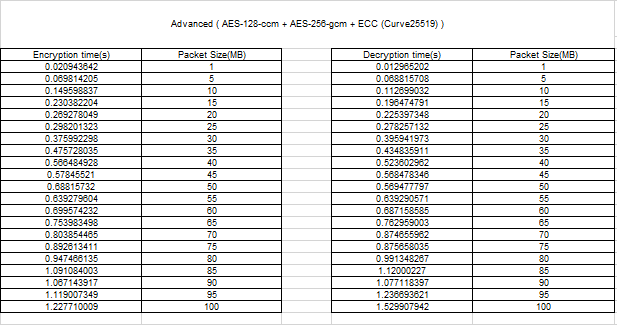 Advanced ( AES-128-ccm + AES-256-gcm + ECC (Curve25519) )
Encryption time(s) Packet Size(MB) Decryption time(s) Packet Size(MB)
0.020943642 1 0.012965202 1
0.069814205 5 0.068815708 5
0.149598837 10 0.112699032 10
0.230382204 15 0.196474791 15
0.269278049 20 0.225397348 20
0.298201323 25 0.278257132 25
0.375992298 30 0.395941973 30
0.475728035 35 0.434835911 35
0.566484928 40 0.523602962 40
0.57845521 45 0.568478346 45
0.68815732 50 0.569477797 50
0.639279604 55 0.639290571 55
0.699574232 60 0.687158585 60
0.753983498 65 0.762959003 65
0.803854465 70 0.874655962 70
0.892613411 75 0.875658035 75
0.947466135 80 0.991348267 80
1.091084003 85 1.12000227 85
1.067143917 90 1.077118397 90
1.119007349 95 1.236693621 95
1.227710009 100 1.529907942 100